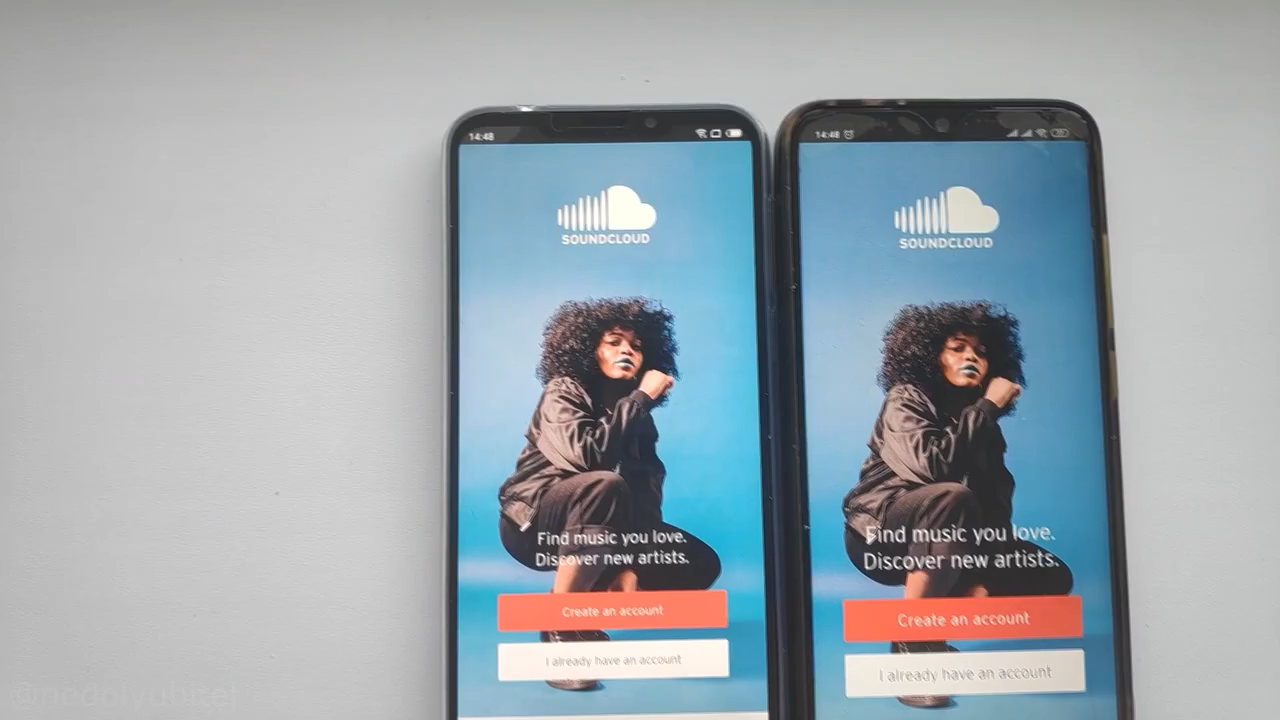 14:48
SOUNDCLOUD
Find music you love.
Discover new artists.
Create an account
I already have an account
14:48
SOUNDCLOUD
Find music you love.
Discover new artists.
Create an account
I already have an account